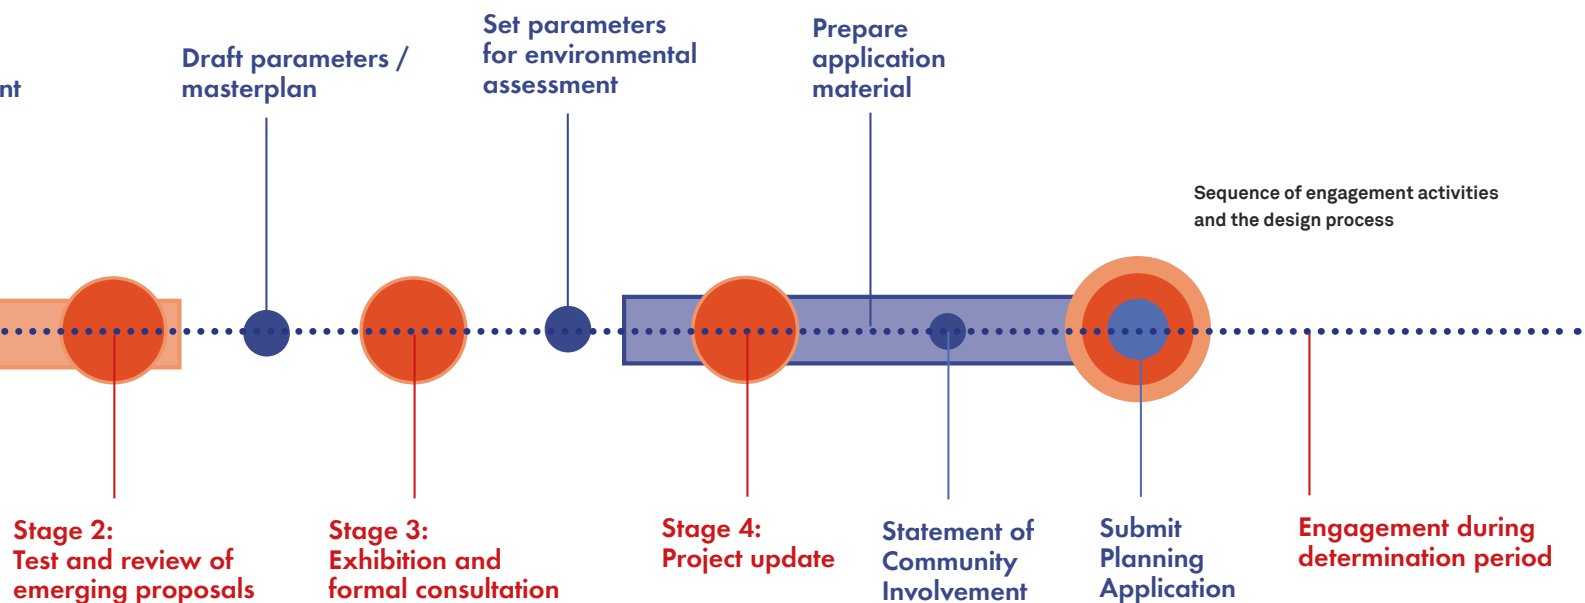 Draft parameters /
masterplan
Set parameters
for environmental
assessment
Prepare
application
material
Sequence of engagement activities
and the design process
Stage 2:
Test and review of
emerging proposals
Stage 3:
Exhibition and
formal consultation
Stage 4:
Project update
Statement of
Community
Involvement
Submit
Planning
Application
Engagement during
determination period